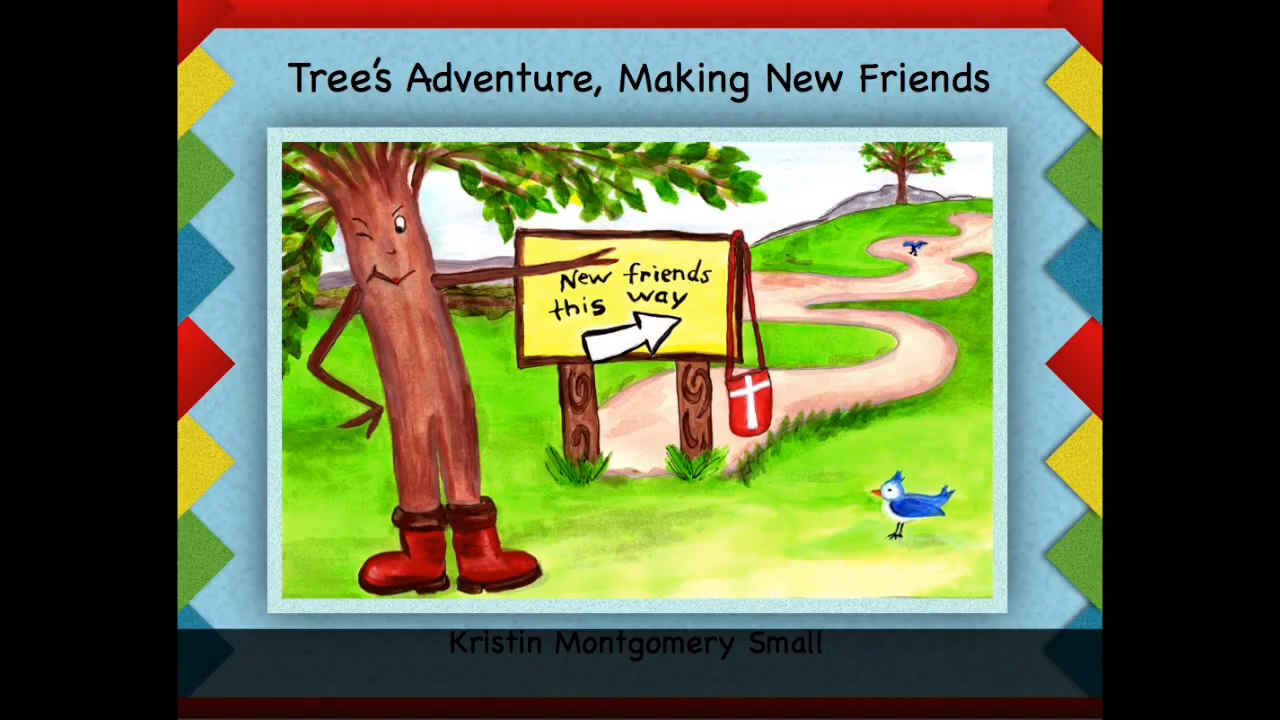 Tree's Adventure, Making New Friends
New friends
this way
Kristin Montgomery Small